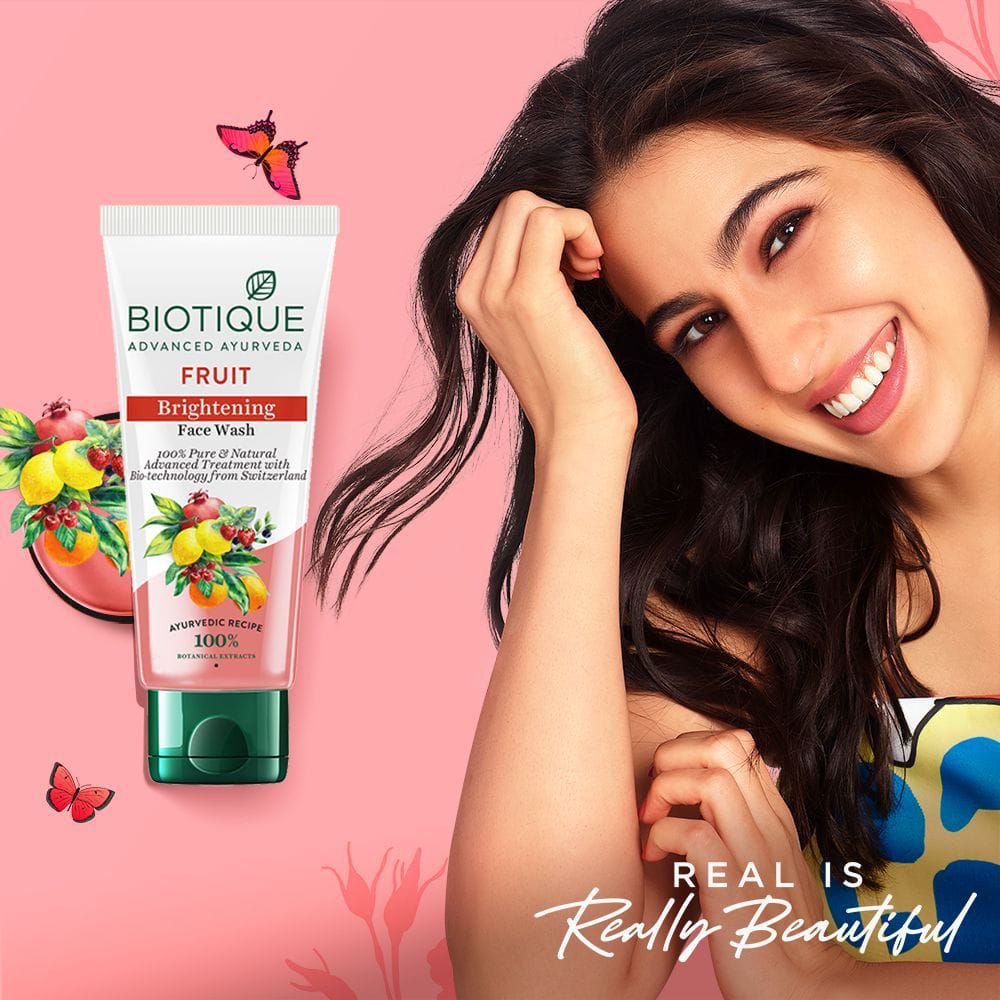 BIOTIQUE
ADVANCED AYURVEDA
FRUIT
Brightening
Face Wash
100% Pure & Natural
Advanced Treatment with
Bio-technology from Switzerland
AYURVEDIC RECIPE
100%
BOTANICAL EXTRACTS
REAL IS
Really Beautiful